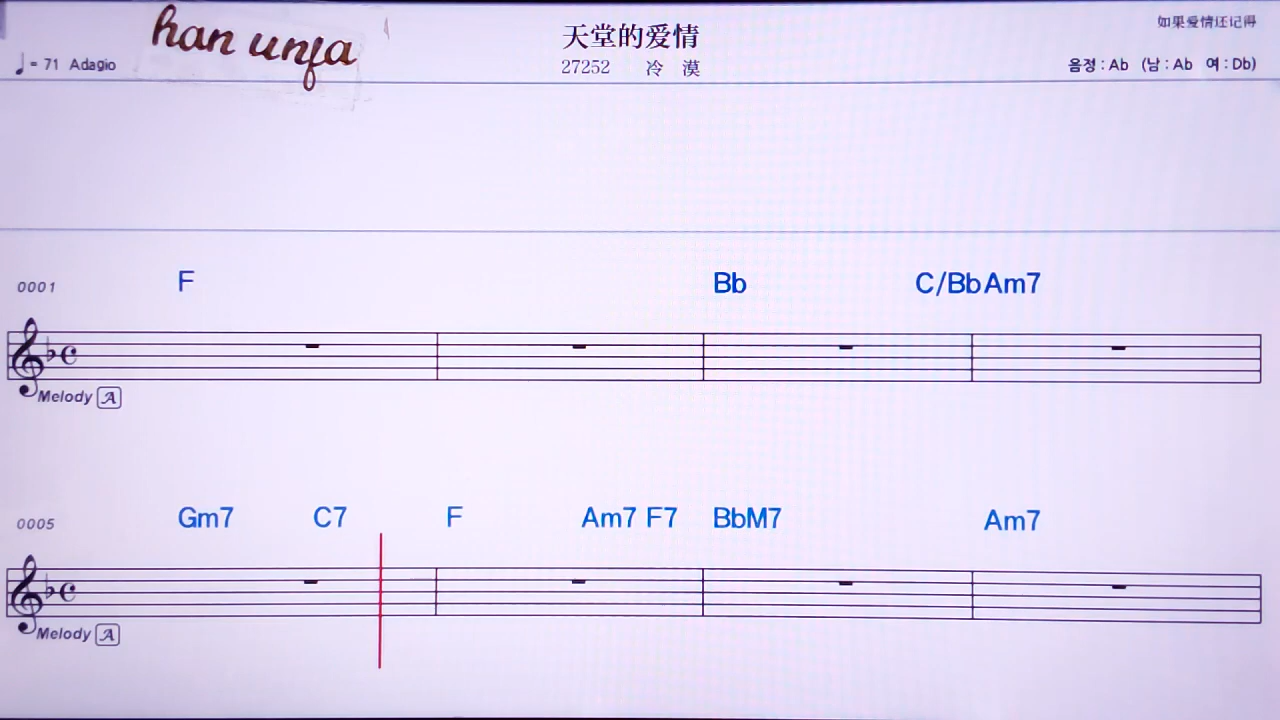 han unfa
天堂的爱情
如果爱情还记得
♩= 71 Adagio
27252 冷 漠
음정 : Ab (남 : Ab 여 : Db)
0001 F Bb C/Bb Am7
Melody A
0005 Gm7 C7 F Am7 F7 BbM7 Am7
Melody A